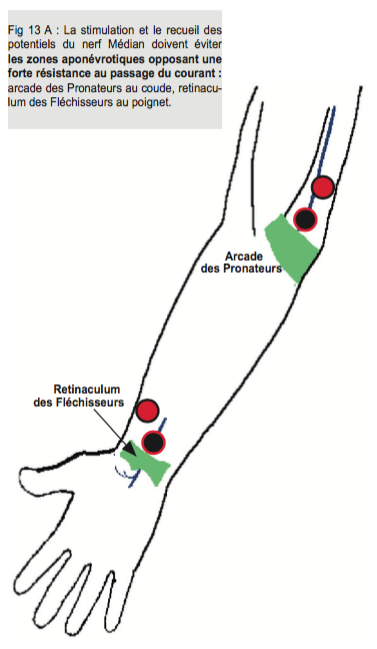 Fig 13 A : La stimulation et le recueil des
potentiels du nerf Médian doivent éviter
les zones aponévrotiques opposant une
forte résistance au passage du courant :
arcade des Pronateurs au coude, retinacu-
lum des Fléchisseurs au poignet.
Arcade
des Pronateurs
Retinaculum
des Fléchisseurs